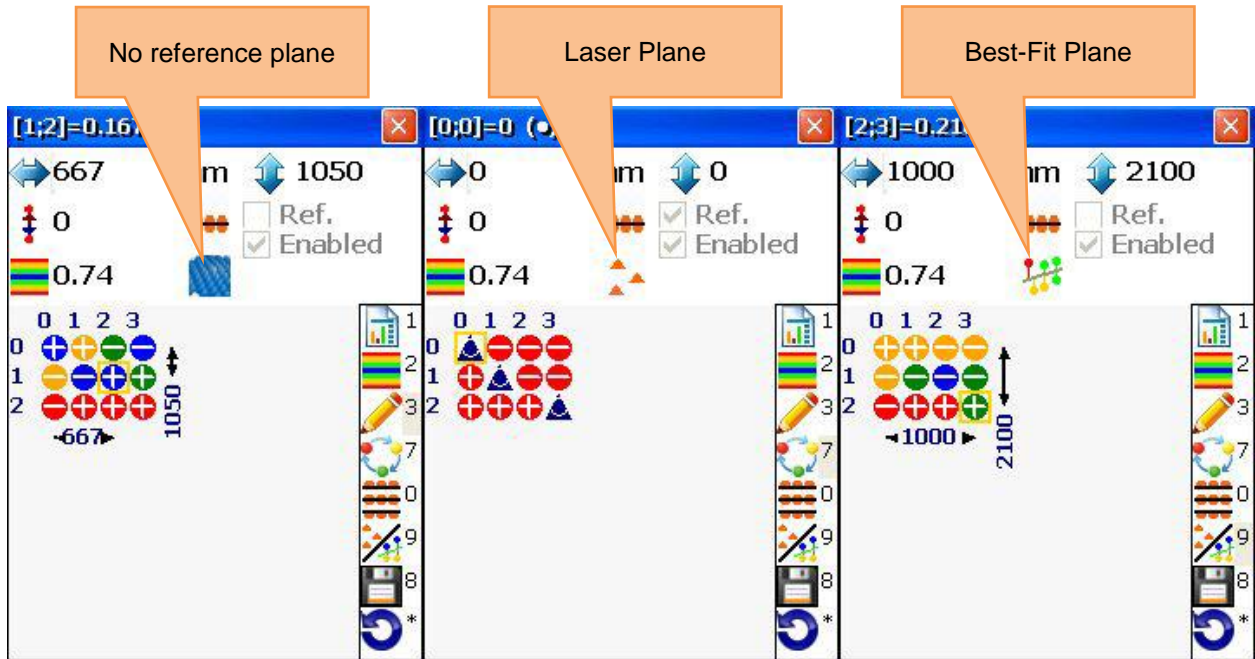 No reference plane
Laser Plane
Best-Fit Plane
[1;2]=0.167
667 m 1050
0 Ref.
Enabled
0.74
0 1 2 3
0
1
2
667
1050
1
2
3
7
0
9
8
*
[0;0]=0
0 m 0
0 Ref.
Enabled
0.74
0 1 2 3
0
1
2
1
2
3
7
0
9
8
*
[2;3]=0.21
1000 m 2100
0 Ref.
Enabled
0.74
0 1 2 3
0
1
2
1000
2100
1
2
3
7
0
9
8
*